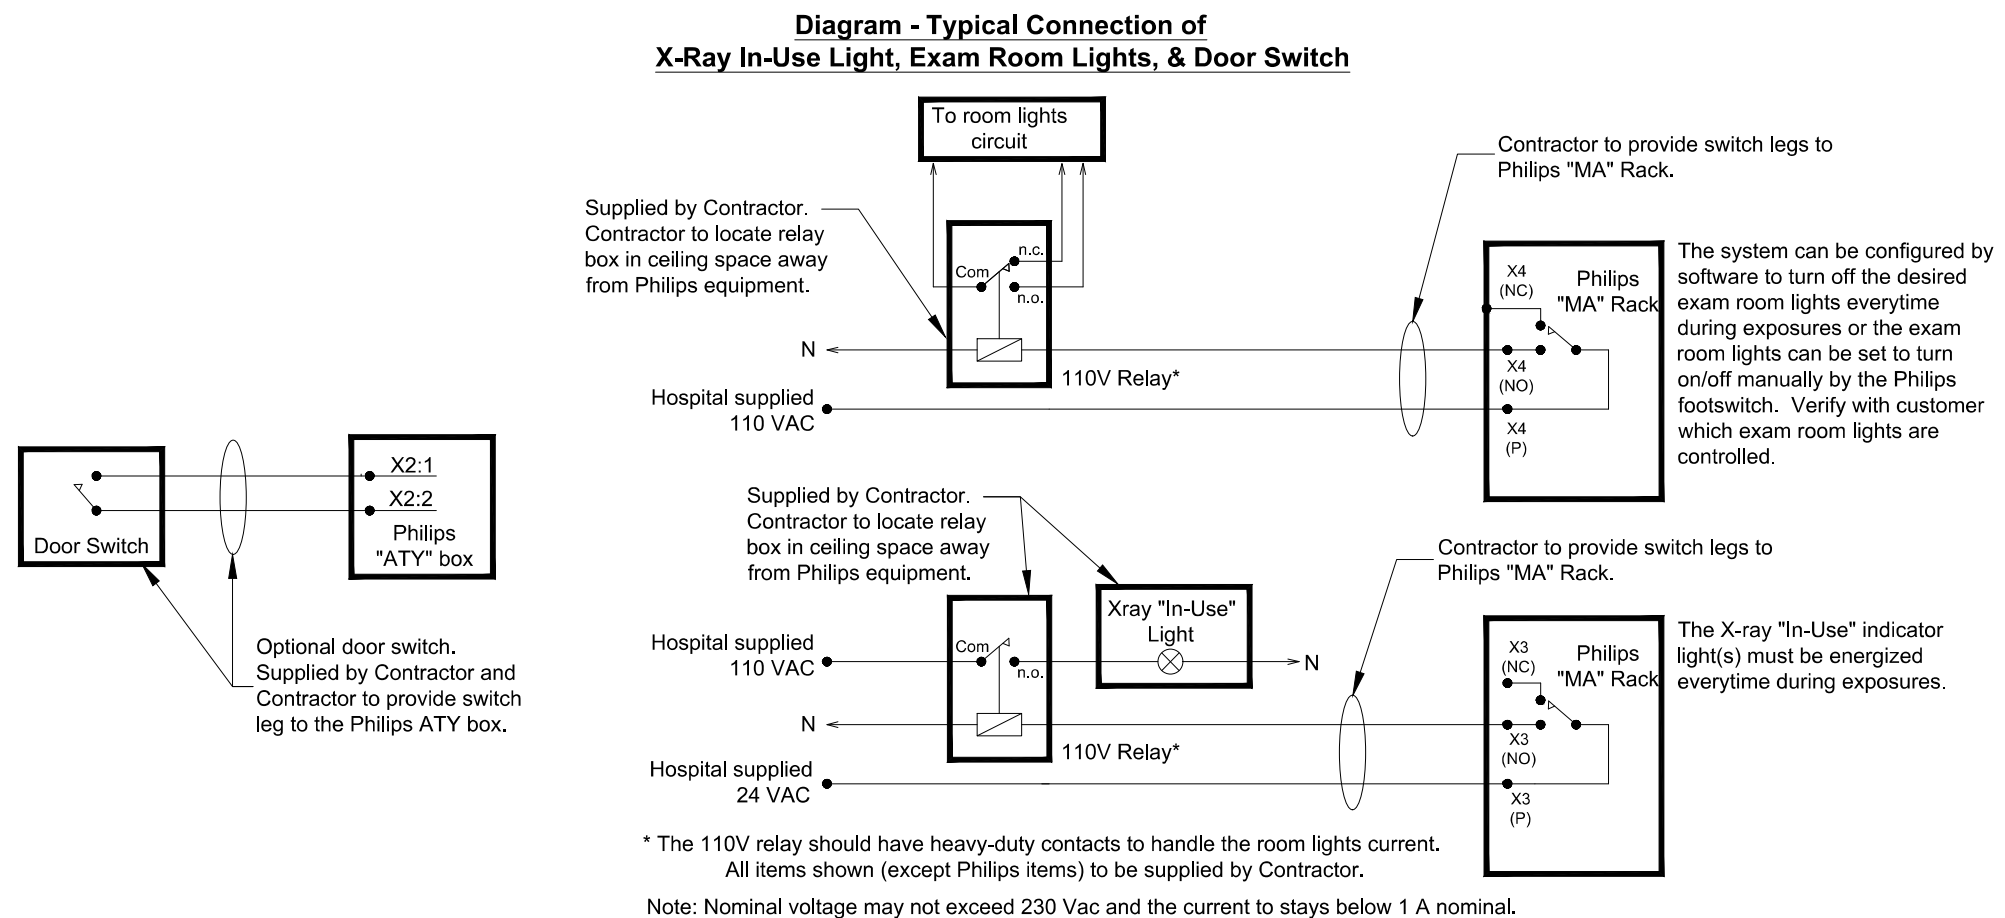 Diagram - Typical Connection of
X-Ray In-Use Light, Exam Room Lights, & Door Switch
To room lights
circuit
Contractor to provide switch legs to
Philips "MA" Rack.
Supplied by Contractor.
Contractor to locate relay
box in ceiling space away
from Philips equipment.
n.c.
Com
n.o.
N
110V Relay*
Hospital supplied
110 VAC
X4
(NC)
Philips
"MA" Rack
X4
(NO)
X4
(P)
The system can be configured by
software to turn off the desired
exam room lights everytime
during exposures or the exam
room lights can be set to turn
on/off manually by the Philips
footswitch. Verify with customer
which exam room lights are
controlled.
Door Switch
X2:1
X2:2
Philips
"ATY" box
Optional door switch.
Supplied by Contractor and
Contractor to provide switch
leg to the Philips ATY box.
Supplied by Contractor.
Contractor to locate relay
box in ceiling space away
from Philips equipment.
Contractor to provide switch legs to
Philips "MA" Rack.
Xray "In-Use"
Light
Hospital supplied
110 VAC
Com
n.o.
N
N
110V Relay*
Hospital supplied
24 VAC
X3
(NC)
Philips
"MA" Rack
X3
(NO)
X3
(P)
The X-ray "In-Use" indicator
light(s) must be energized
everytime during exposures.
* The 110V relay should have heavy-duty contacts to handle the room lights current.
All items shown (except Philips items) to be supplied by Contractor.
Note: Nominal voltage may not exceed 230 Vac and the current to stays below 1 A nominal.